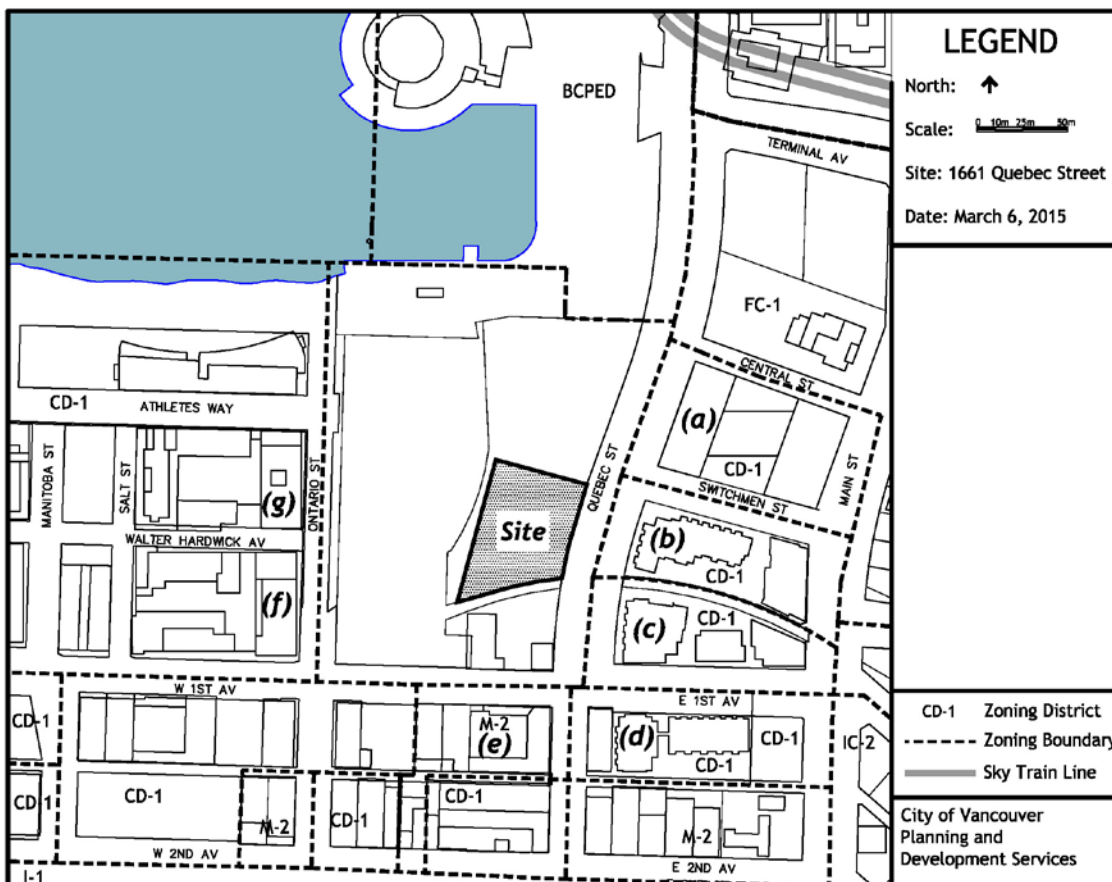 LEGEND
North:
Scale: 0 10m 25m 50m
Site: 1661 Quebec Street
Date: March 6, 2015
BCPED
TERMINAL AV
FC-1
CENTRAL ST
(a)
CD-1
SWITCHMEN ST
MAIN ST
QUEBEC ST
CD-1
ATHLETES WAY
MANITOBA ST
SALT ST
ONTARIO ST
(g)
WALTER HARDWICK AV
(f)
Site
(b)
CD-1
(c)
CD-1
W 1ST AV
E 1ST AV
CD-1
M-2
(e)
(d)
CD-1
CD-1
IC-2
CD-1
CD-1
M-2
CD-1
CD-1
M-2
W 2ND AV
E 2ND AV
I-1
CD-1 Zoning District
Zoning Boundary
Sky Train Line
City of Vancouver
Planning and
Development Services